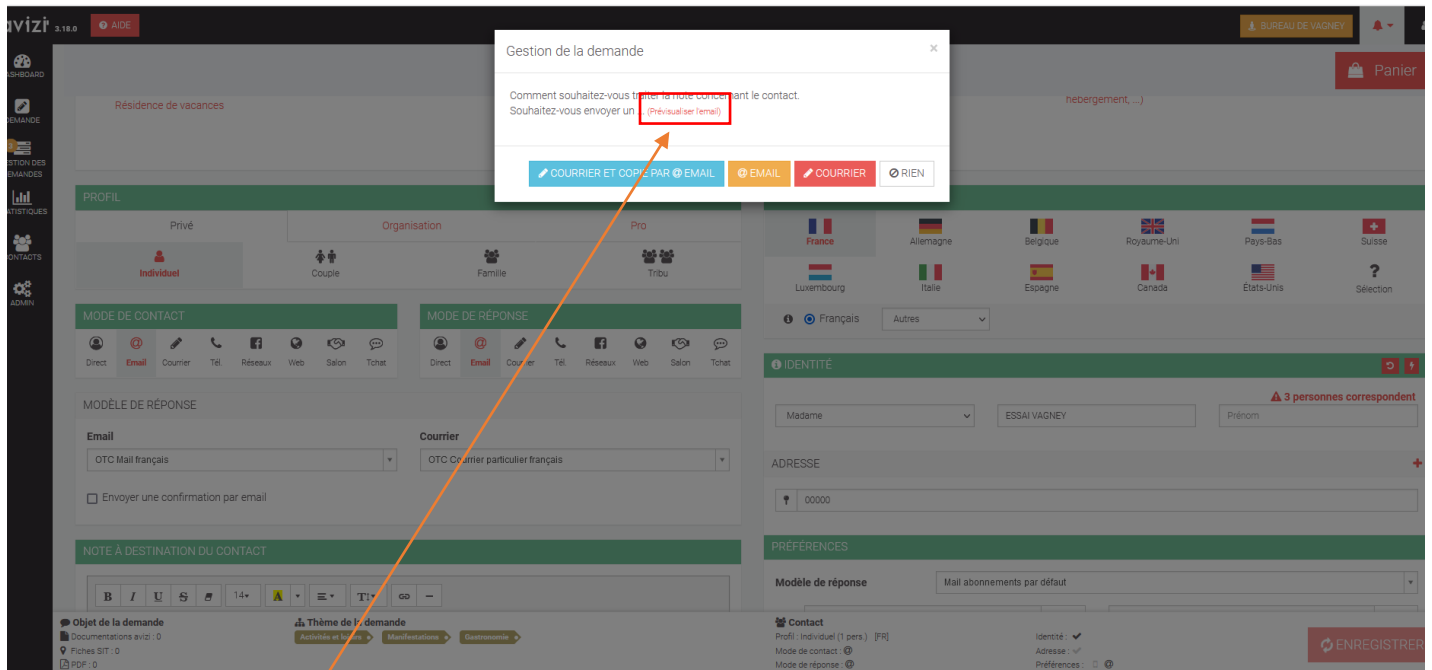 avizi 3.18.0 AIDE
BUREAU DE VAGNEY
Gestion de la demande ×
Comment souhaitez-vous traiter la note concernant le contact.
Souhaitez-vous envoyer un ... (Prévisualiser l'email)
COURRIER ET COPIE PAR @ EMAIL @ EMAIL COURRIER RIEN
Panier
Résidence de vacances
hébergement, ...)
DASHBOARD
DEMANDE
3
GESTION DES
DEMANDES
STATISTIQUES
CONTACTS
ADMIN
PROFIL
Privé Organisation Pro
Individuel Couple Famille Tribu
France Allemagne Belgique Royaume-Uni Pays-Bas Suisse
Luxembourg Italie Espagne Canada États-Unis ? Sélection
Français Autres
MODE DE CONTACT
Direct Email Courrier Tél. Réseaux Web Salon Tchat
MODE DE RÉPONSE
Direct Email Courrier Tél. Réseaux Web Salon Tchat
MODÈLE DE RÉPONSE
Email Courrier
OTC Mail français OTC Courrier particulier français
Envoyer une confirmation par email
IDENTITÉ
3 personnes correspondent
Madame ESSAI VAGNEY Prénom
ADRESSE +
00000
NOTE À DESTINATION DU CONTACT
B I U S 14 A
PRÉFÉRENCES
Modèle de réponse Mail abonnements par défaut
Objet de la demande
Documentations avizi : 0
Fiches SIT : 0
PDF : 0
Thème de la demande
Activités et loisirs Manifestations Gastronomie
Contact
Profil : Individuel (1 pers.) [FR]
Mode de contact : @
Mode de réponse : @
Identité : ✔
Adresse : ✔
Préférences : @
ENREGISTRER